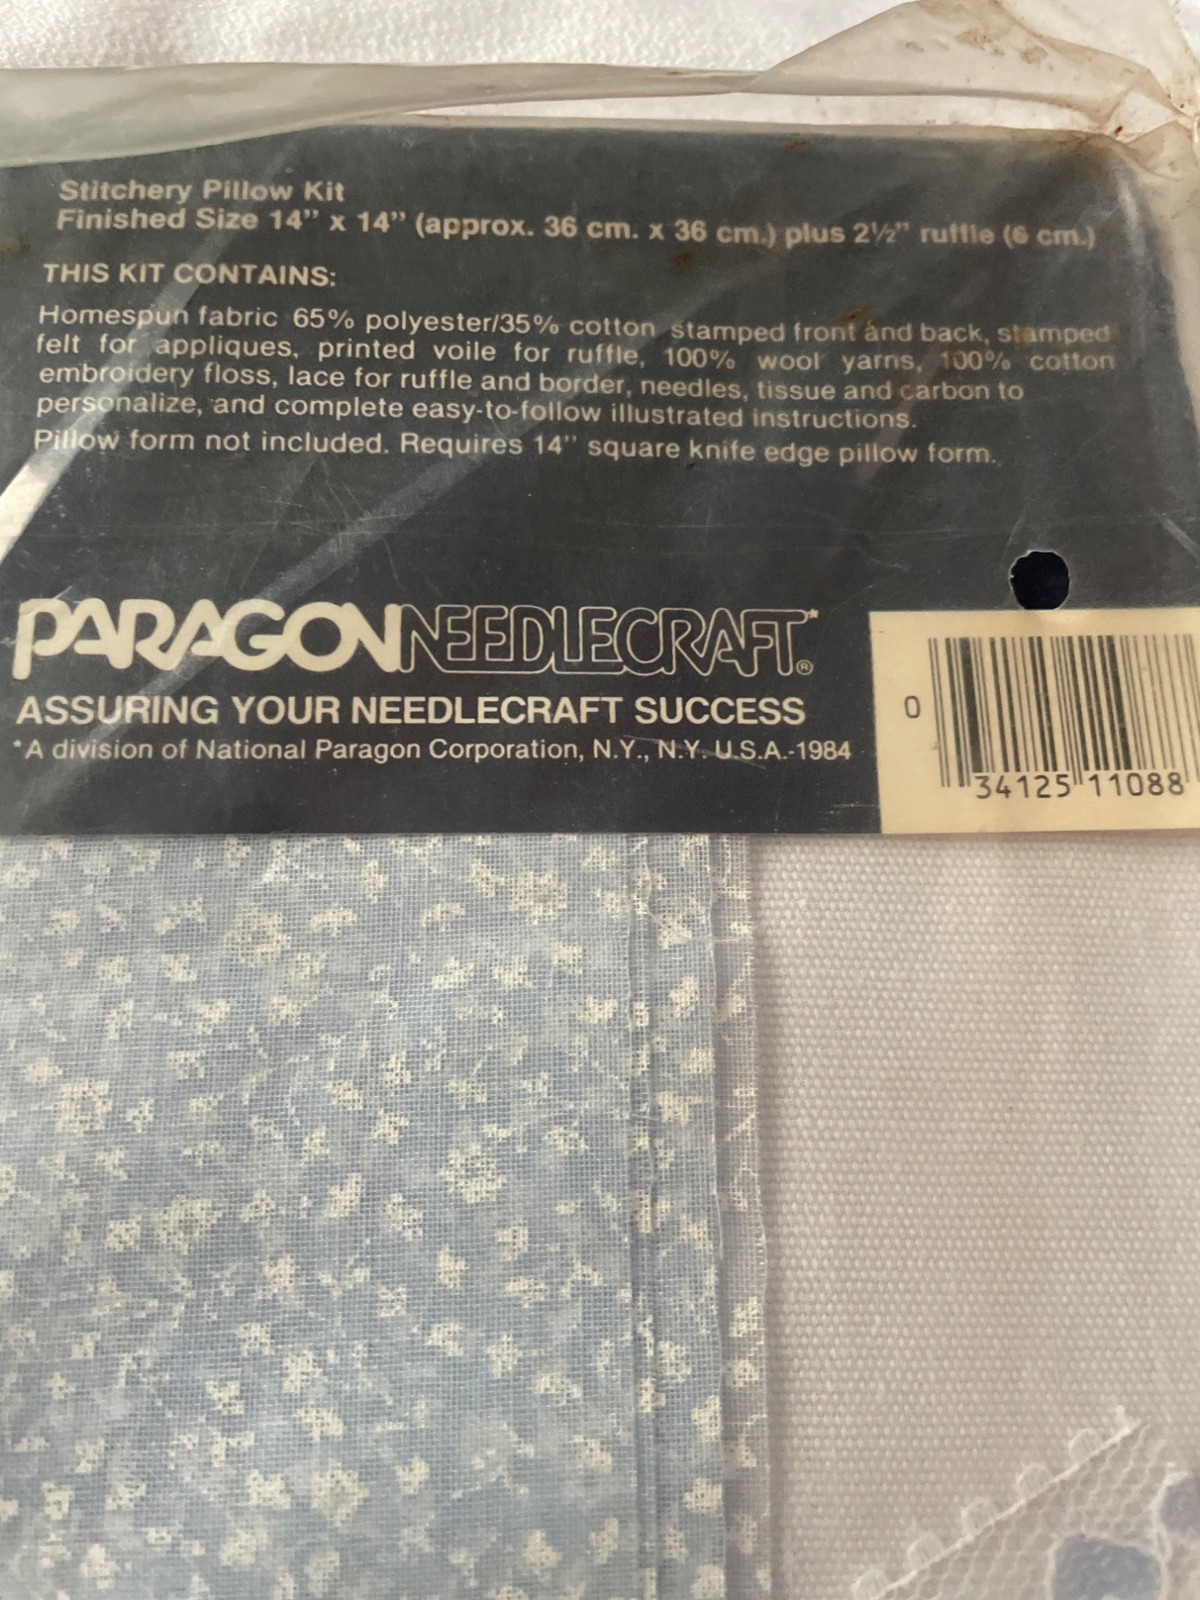 Stitchery Pillow Kit
Finished Size 14" x 14" (approx. 36 cm. x 36 cm.) plus 2½" ruffle (6 cm.)
THIS KIT CONTAINS:
Homespun fabric 65% polyester/35% cotton stamped front and back, stamped
felt for appliques, printed voile for ruffle, 100% wool yarns, 100% cotton
embroidery floss, lace for ruffle and border, needles, tissue and carbon to
personalize, and complete easy-to-follow illustrated instructions.
Pillow form not included. Requires 14" square knife edge pillow form.
PARAGON NEEDLECRAFT*®
ASSURING YOUR NEEDLECRAFT SUCCESS
*A division of National Paragon Corporation, N.Y., N.Y. U.S.A.-1984
0 34125 11088